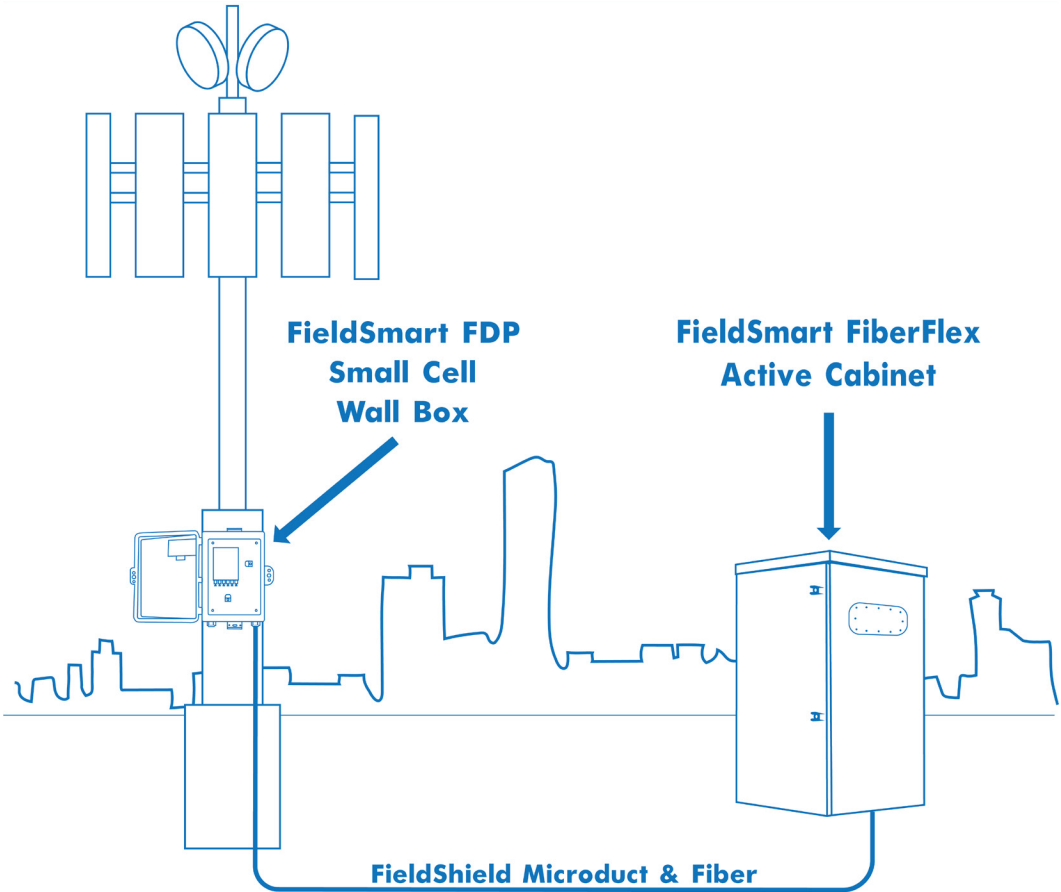 FieldSmart FDP
Small Cell
Wall Box
FieldSmart FiberFlex
Active Cabinet
FieldShield Microduct & Fiber